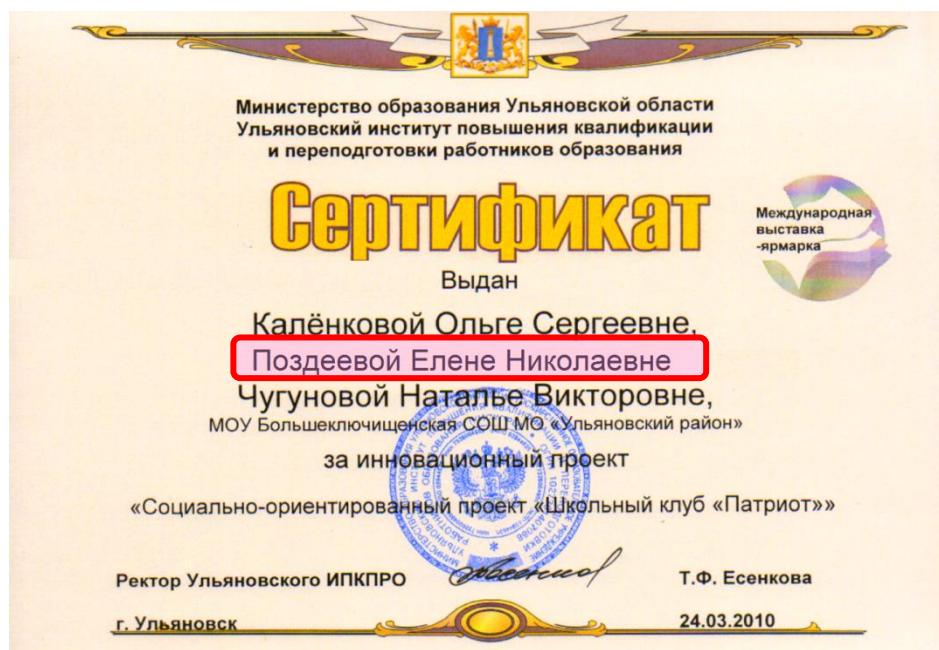 Министерство образования Ульяновской области
Ульяновский институт повышения квалификации
и переподготовки работников образования
Сертификат
Международная
выставка
-ярмарка
Выдан
Калёнковой Ольге Сергеевне,
Поздеевой Елене Николаевне
Чугуновой Наталье Викторовне,
МОУ Большеключищенская СОШ МО «Ульяновский район»
за инновационный проект
«Социально-ориентированный проект «Школьный клуб «Патриот»»
Ректор Ульяновского ИПКПРО
Т.Ф. Есенкова
г. Ульяновск
24.03.2010